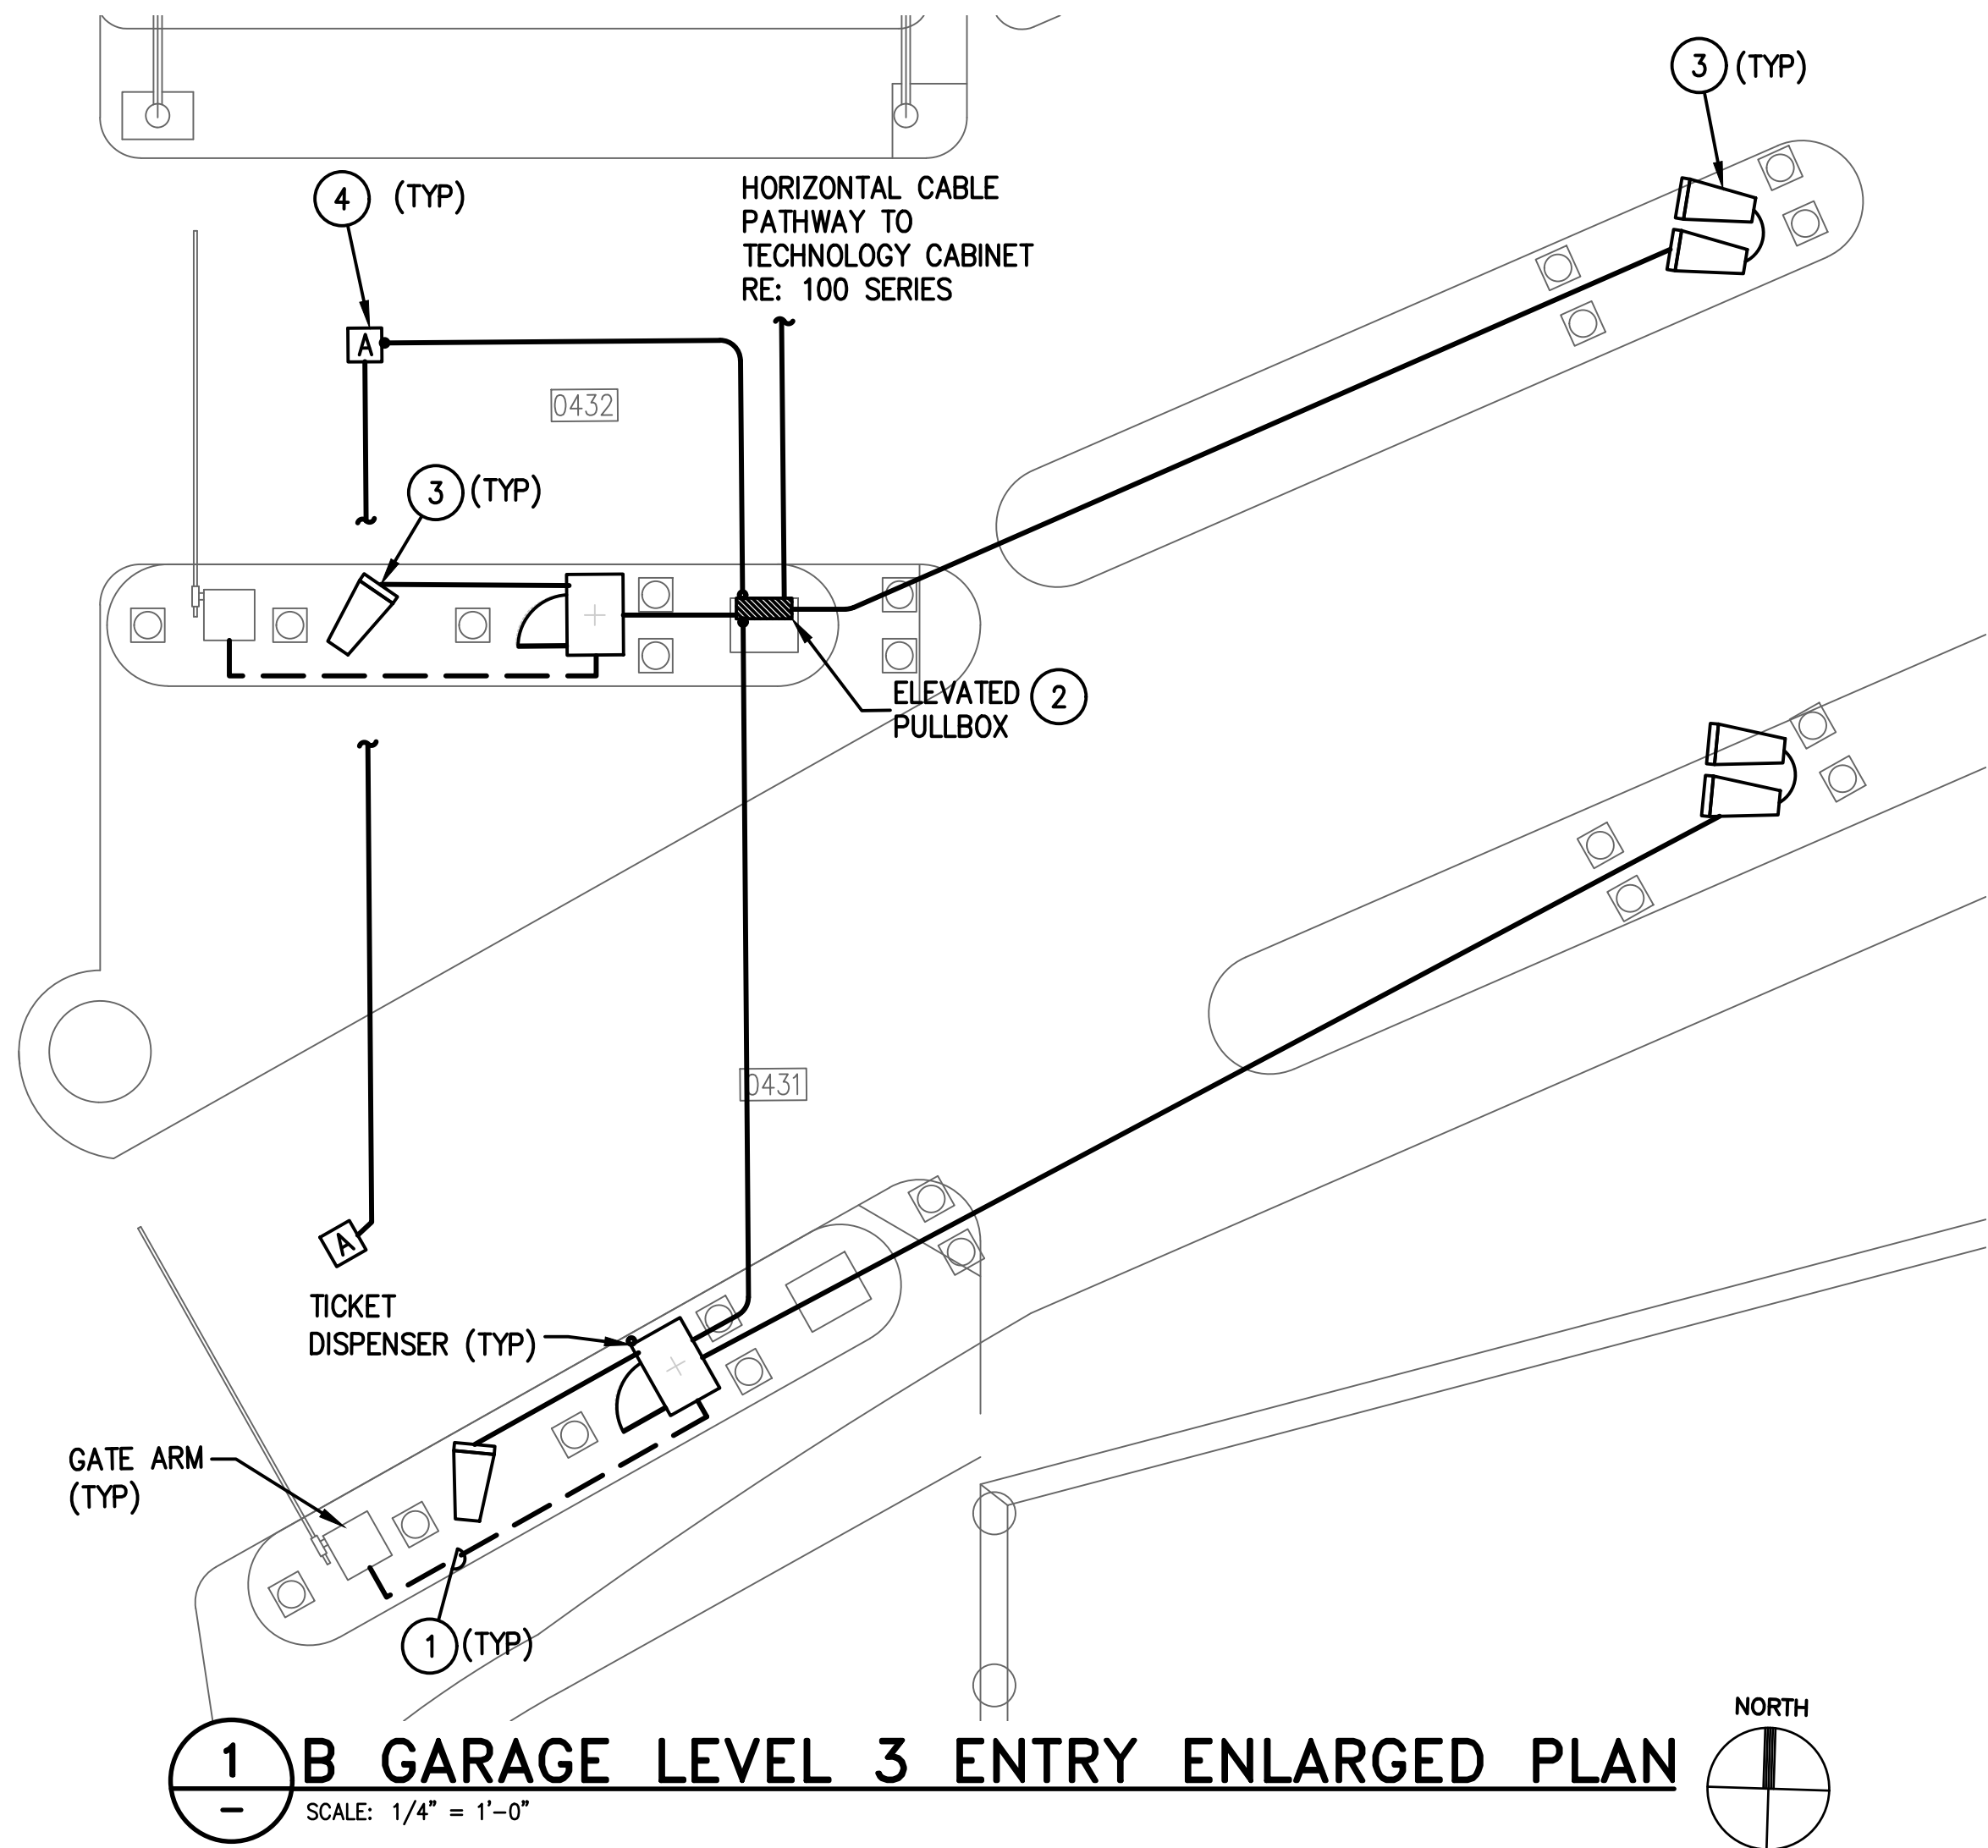 3 (TYP)
4 (TYP)
HORIZONTAL CABLE
PATHWAY TO
TECHNOLOGY CABINET
RE: 100 SERIES
A
0432
3 (TYP)
ELEVATED 2
PULLBOX
0431
A
TICKET
DISPENSER (TYP)
GATE ARM
(TYP)
1 (TYP)
NORTH
1
B GARAGE LEVEL 3 ENTRY ENLARGED PLAN
–
SCALE: 1/4" = 1'-0"